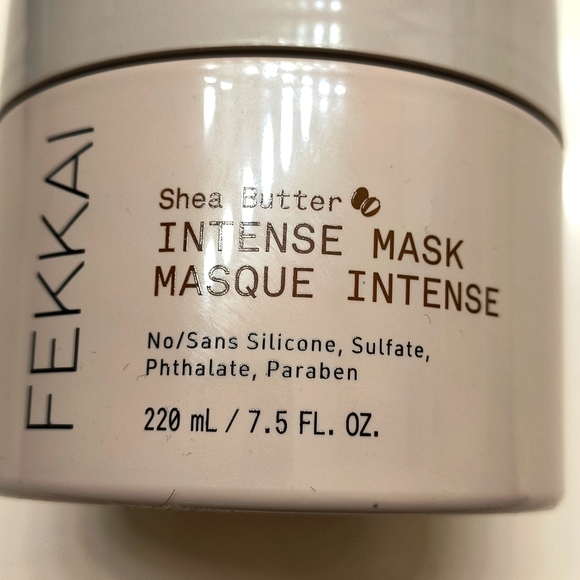 FEKKAI
Shea Butter
INTENSE MASK
MASQUE INTENSE
No/Sans Silicone, Sulfate,
Phthalate, Paraben
220 mL / 7.5 FL. OZ.